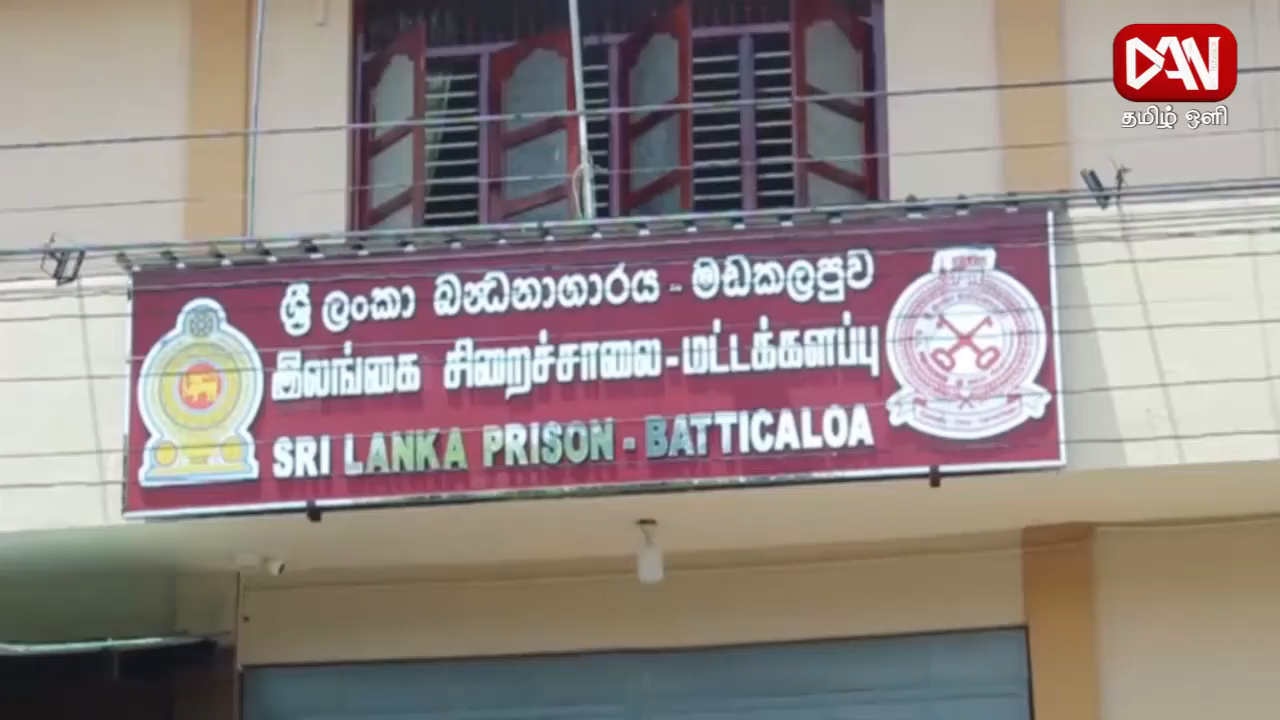 DAN
தமிழ் ஒளி
ශ්‍රී ලංකා බන්ධනාගාරය - මඩකලපුව
இலங்கை சிறைச்சாலை - மட்டக்களப்பு
SRI LANKA PRISON - BATTICALOA